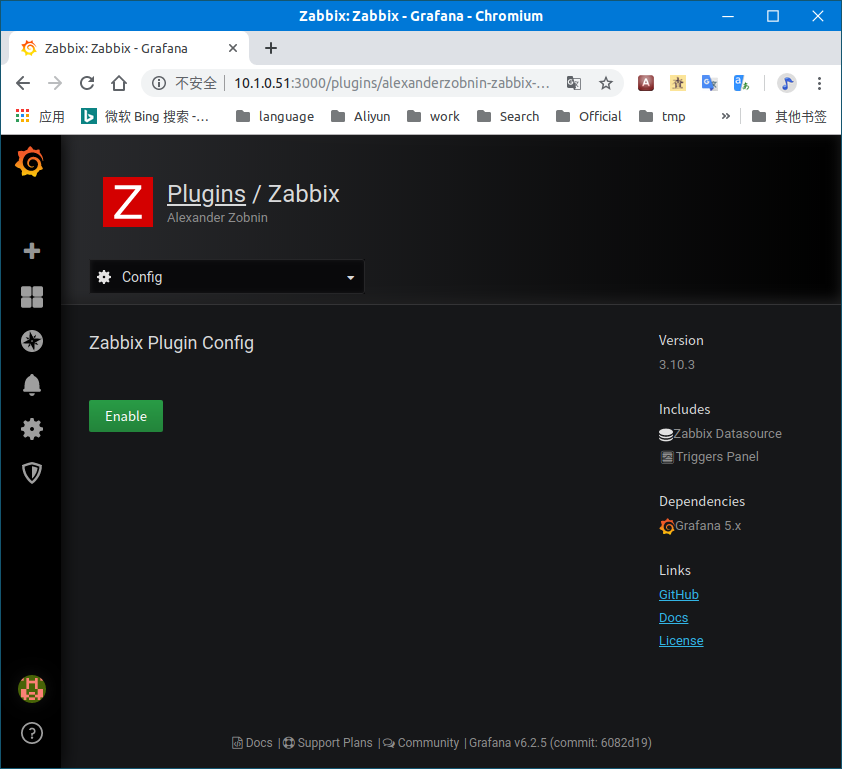 Zabbix: Zabbix - Grafana - Chromium
Zabbix: Zabbix - Grafana
不安全 10.1.0.51:3000/plugins/alexanderzobnin-zabbix-...
应用 微软 Bing 搜索 -... language Aliyun work Search Official tmp » 其他书签
Z Plugins / Zabbix
Alexander Zobnin
Config
Zabbix Plugin Config
Enable
Version
3.10.3
Includes
Zabbix Datasource
Triggers Panel
Dependencies
Grafana 5.x
Links
GitHub
Docs
License
Docs | Support Plans | Community | Grafana v6.2.5 (commit: 6082d19)